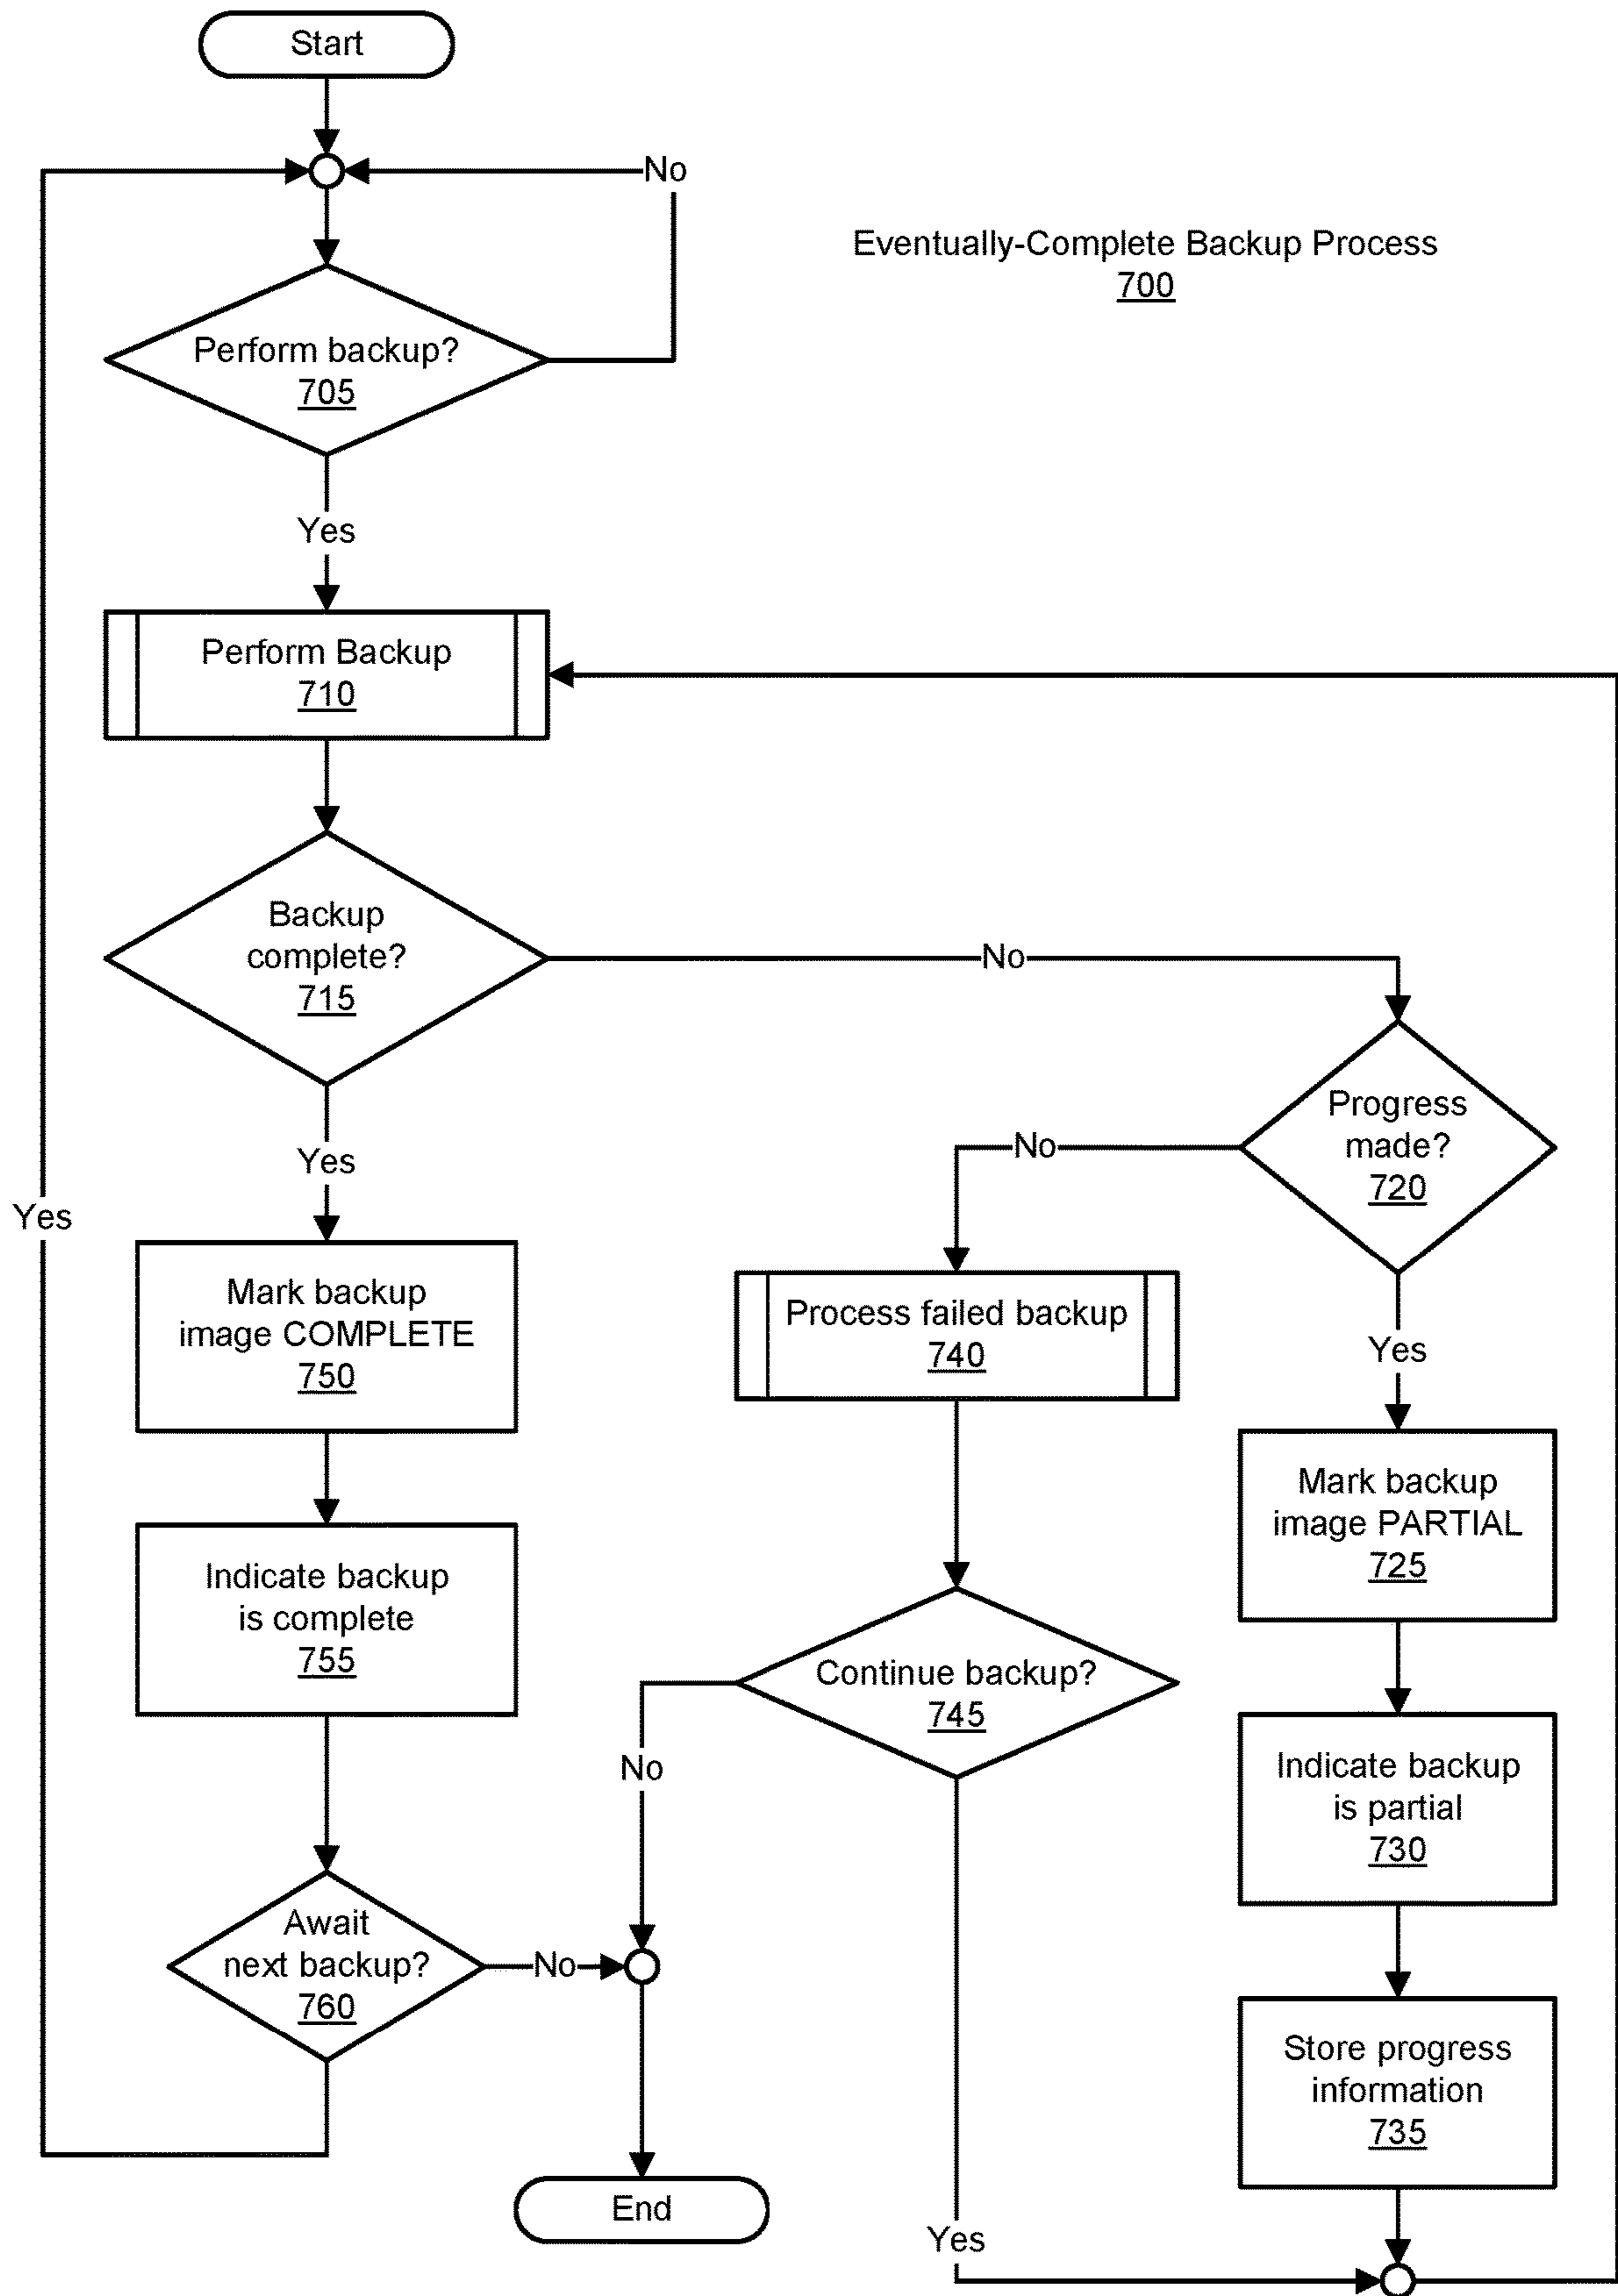 Start
No
Eventually-Complete Backup Process
700
Perform backup?
705
Yes
Perform Backup
710
Backup
complete?
715
No
Progress
made?
720
No
Yes
Yes
Mark backup
image COMPLETE
750
Process failed backup
740
Yes
Mark backup
image PARTIAL
725
Indicate backup
is complete
755
Continue backup?
745
No
Indicate backup
is partial
730
Await
next backup?
760
No
Store progress
information
735
End
Yes